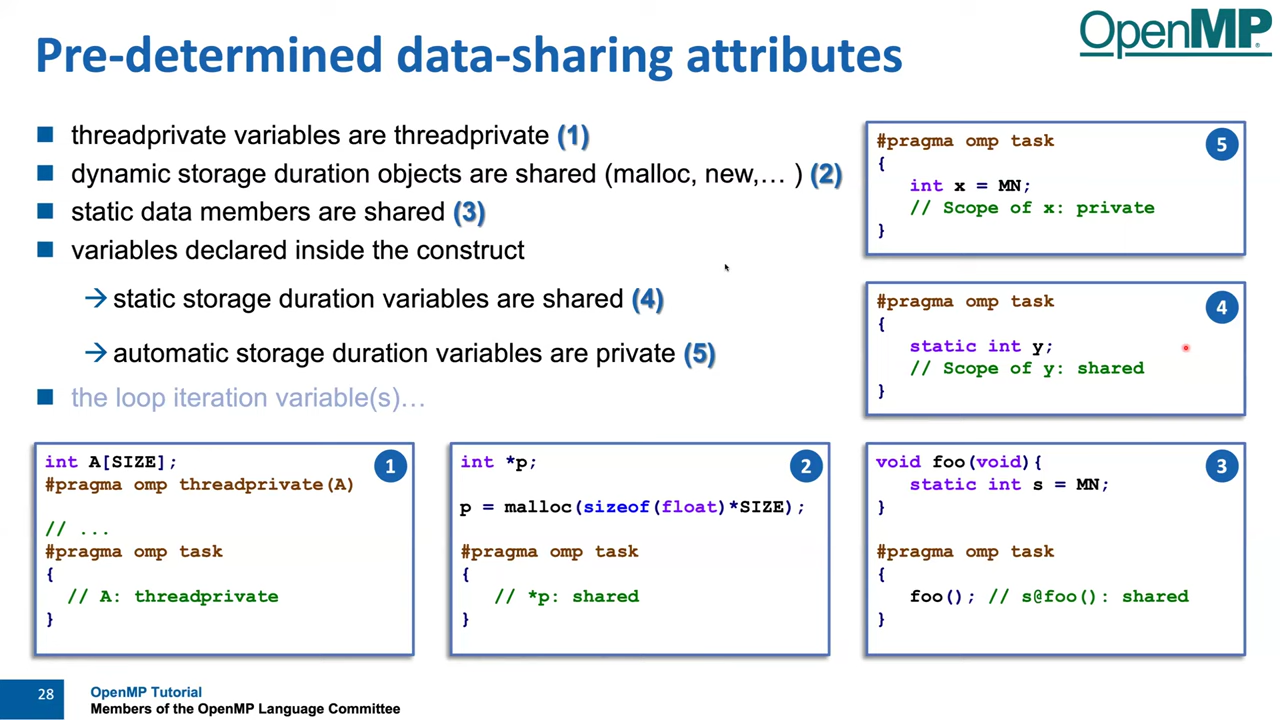 Pre-determined data-sharing attributes
OpenMP
threadprivate variables are threadprivate (1)
dynamic storage duration objects are shared (malloc, new,… ) (2)
static data members are shared (3)
variables declared inside the construct
→ static storage duration variables are shared (4)
→ automatic storage duration variables are private (5)
the loop iteration variable(s)…
5
#pragma omp task
{
int x = MN;
// Scope of x: private
}
4
#pragma omp task
{
static int y;
// Scope of y: shared
}
1
int A[SIZE];
#pragma omp threadprivate(A)
// ...
#pragma omp task
{
// A: threadprivate
}
2
int *p;
p = malloc(sizeof(float)*SIZE);
#pragma omp task
{
// *p: shared
}
3
void foo(void){
static int s = MN;
}
#pragma omp task
{
foo(); // s@foo(): shared
}
28
OpenMP Tutorial
Members of the OpenMP Language Committee